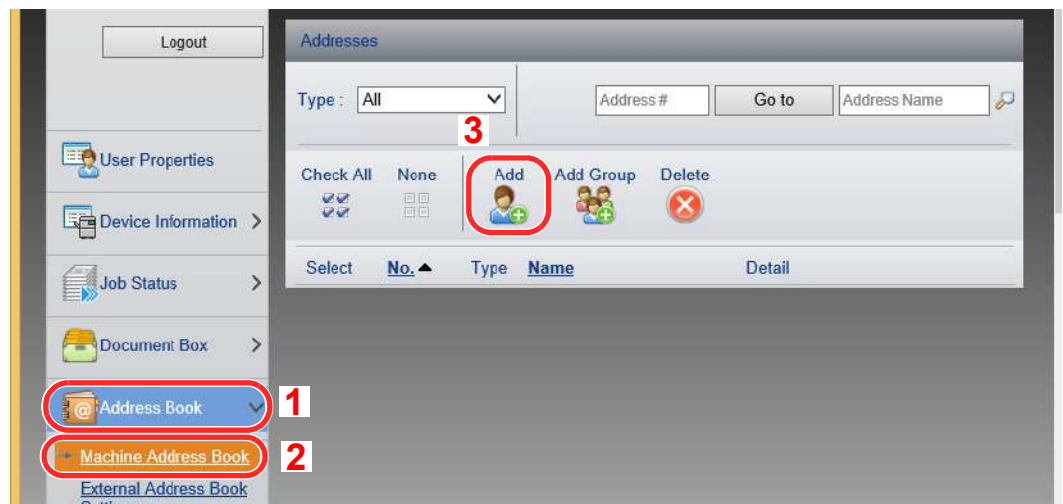 Logout
Addresses
Type : All
Address #
Go to
Address Name
3
User Properties
Check All
None
Add
Add Group
Delete
Device Information
Select
No.
Type
Name
Detail
Job Status
Document Box
Address Book
1
Machine Address Book
2
External Address Book